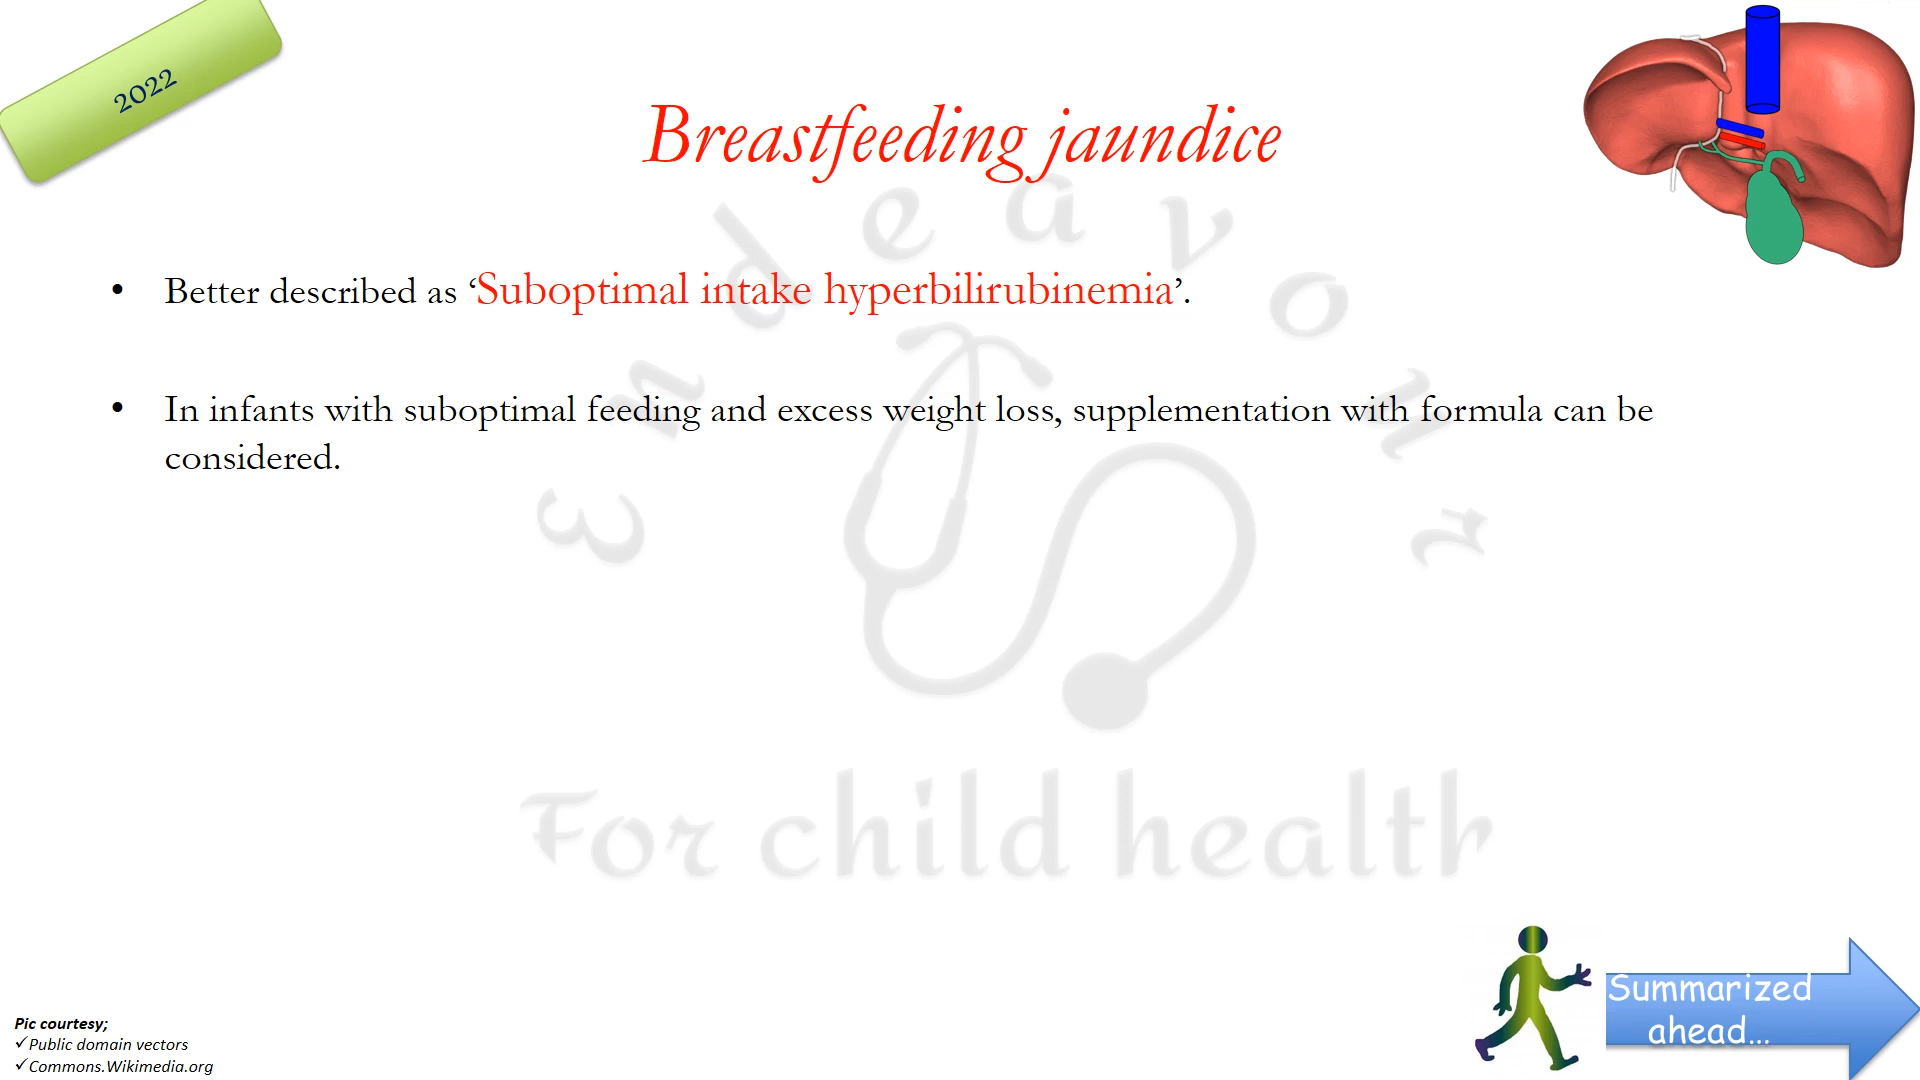 2022
Breastfeeding jaundice
• Better described as ‘Suboptimal intake hyperbilirubinemia’.
• In infants with suboptimal feeding and excess weight loss, supplementation with formula can be
considered.
Endeavour
For child health
Summarized
ahead...
Pic courtesy;
✓Public domain vectors
✓Commons.Wikimedia.org